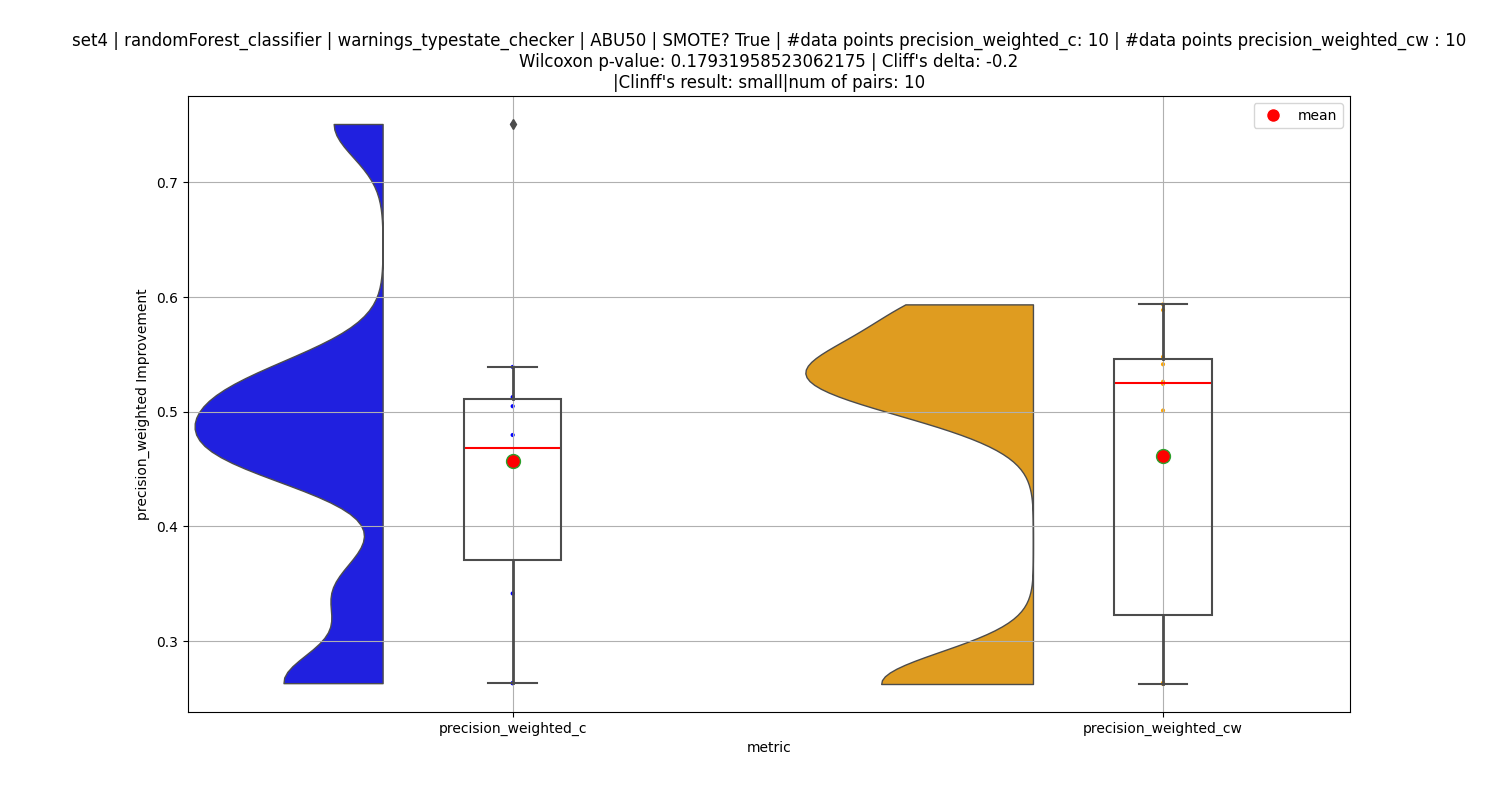 set4 | randomForest_classifier | warnings_typestate_checker | ABU50 | SMOTE? True | #data points precision_weighted_c: 10 | #data points precision_weighted_cw : 10
Wilcoxon p-value: 0.17931958523062175 | Cliff's delta: -0.2
|Clinff's result: small|num of pairs: 10
mean
0.7
0.6
0.5
0.4
0.3
precision_weighted Improvement
precision_weighted_c
precision_weighted_cw
metric